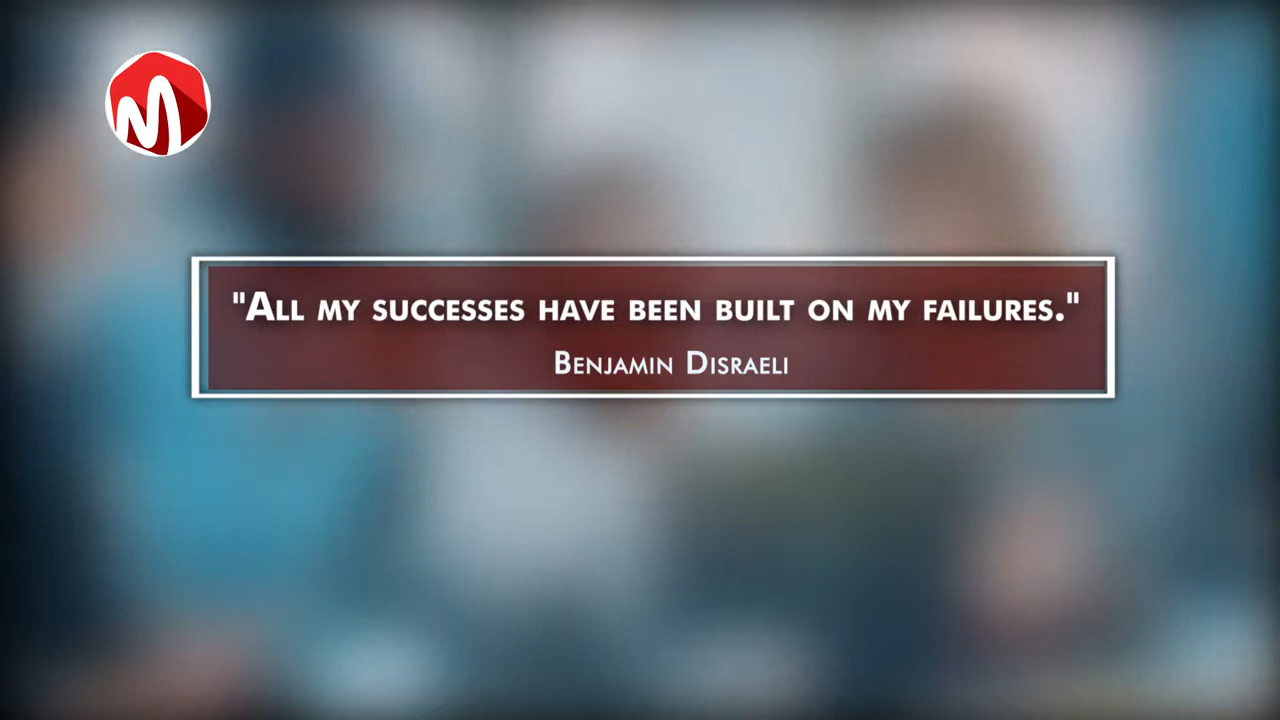 "All my successes have been built on my failures."
Benjamin Disraeli